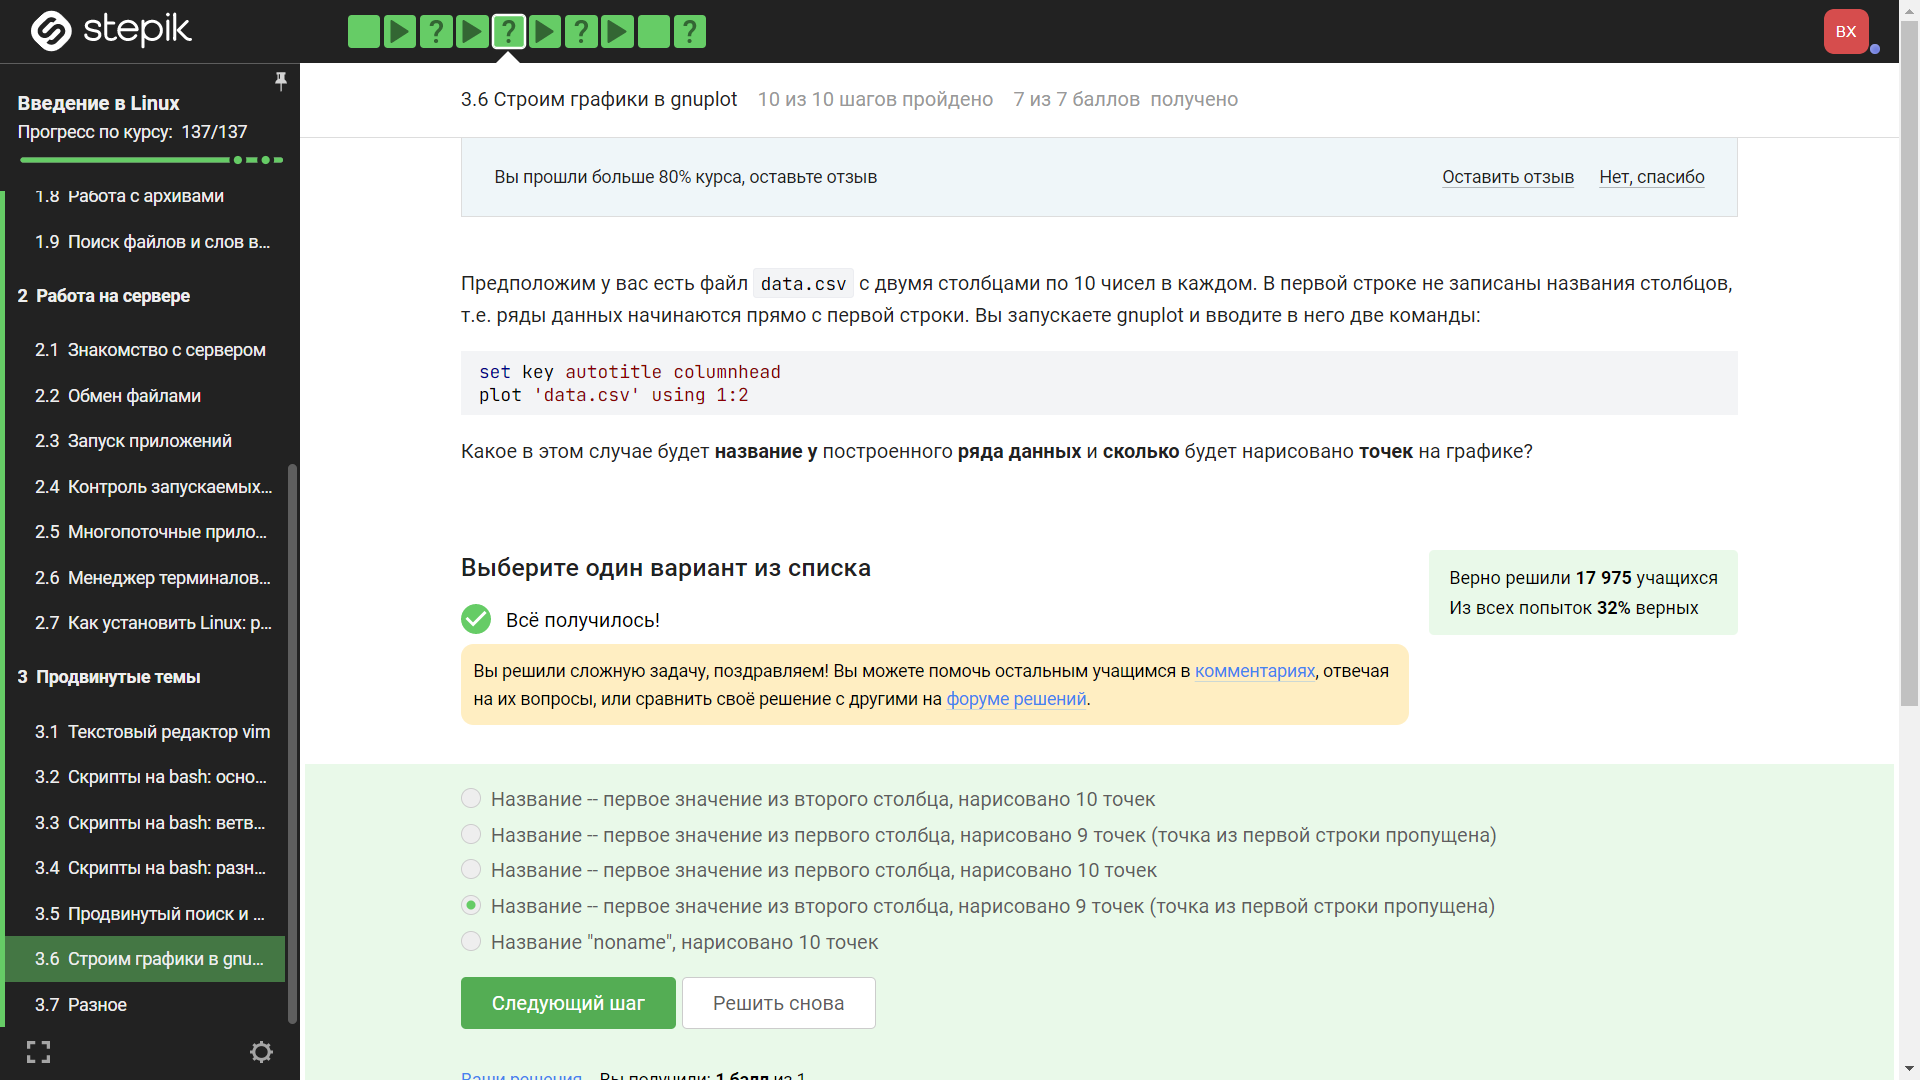 stepik
? ? ? ?
ВХ
Введение в Linux
Прогресс по курсу: 137/137
1.8 Работа с архивами
1.9 Поиск файлов и слов в...
2 Работа на сервере
2.1 Знакомство с сервером
2.2 Обмен файлами
2.3 Запуск приложений
2.4 Контроль запускаемых...
2.5 Многопоточные прило...
2.6 Менеджер терминалов...
2.7 Как установить Linux: р...
3 Продвинутые темы
3.1 Текстовый редактор vim
3.2 Скрипты на bash: осно...
3.3 Скрипты на bash: ветв...
3.4 Скрипты на bash: разн...
3.5 Продвинутый поиск и ...
3.6 Строим графики в gnu...
3.7 Разное
3.6 Строим графики в gnuplot 10 из 10 шагов пройдено 7 из 7 баллов получено
Вы прошли больше 80% курса, оставьте отзыв Оставить отзыв Нет, спасибо
Предположим у вас есть файл data.csv с двумя столбцами по 10 чисел в каждом. В первой строке не записаны названия столбцов,
т.е. ряды данных начинаются прямо с первой строки. Вы запускаете gnuplot и вводите в него две команды:
set key autotitle columnhead
plot 'data.csv' using 1:2
Какое в этом случае будет название у построенного ряда данных и сколько будет нарисовано точек на графике?
Выберите один вариант из списка
Верно решили 17 975 учащихся
Из всех попыток 32% верных
Всё получилось!
Вы решили сложную задачу, поздравляем! Вы можете помочь остальным учащимся в комментариях, отвечая
на их вопросы, или сравнить своё решение с другими на форуме решений.
Название -- первое значение из второго столбца, нарисовано 10 точек
Название -- первое значение из первого столбца, нарисовано 9 точек (точка из первой строки пропущена)
Название -- первое значение из первого столбца, нарисовано 10 точек
Название -- первое значение из второго столбца, нарисовано 9 точек (точка из первой строки пропущена)
Название "noname", нарисовано 10 точек
Следующий шаг Решить снова
Ваши решения Вы получили: 1 балл из 1